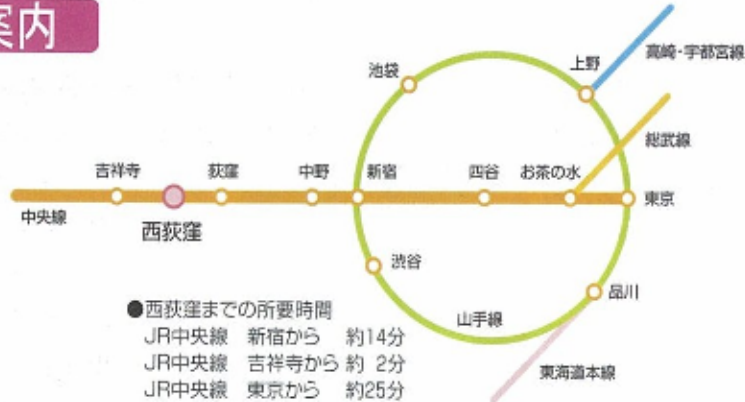 案内
池袋
上野
高崎・宇都宮線
総武線
吉祥寺
荻窪
中野
新宿
四谷
お茶の水
東京
中央線
西荻窪
渋谷
品川
山手線
東海道本線
●西荻窪までの所要時間
JR中央線 新宿から 約14分
JR中央線 吉祥寺から 約 2分
JR中央線 東京から 約25分